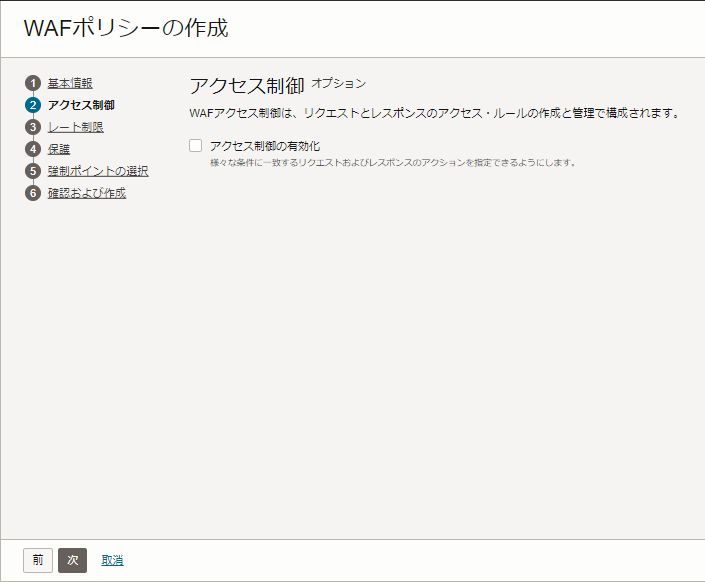 WAFポリシーの作成
1 基本情報
2 アクセス制御
3 レート制限
4 保護
5 強制ポイントの選択
6 確認および作成
アクセス制御 オプション
WAFアクセス制御は、リクエストとレスポンスのアクセス・ルールの作成と管理で構成されます。
アクセス制御の有効化
様々な条件に一致するリクエストおよびレスポンスのアクションを指定できるようにします。
前 次 取消